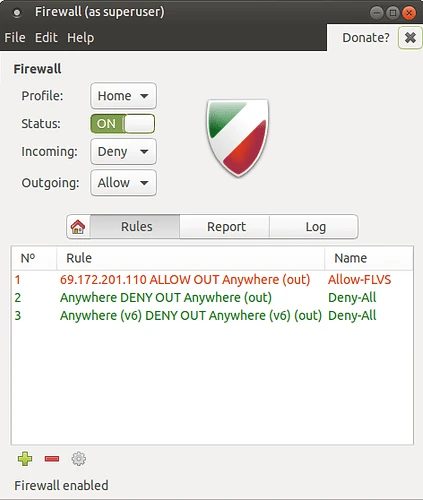 Firewall (as superuser)
File Edit Help Donate?
Firewall
Profile: Home
Status: ON
Incoming: Deny
Outgoing: Allow
Rules Report Log
Nº Rule Name
1 69.172.201.110 ALLOW OUT Anywhere (out) Allow-FLVS
2 Anywhere DENY OUT Anywhere (out) Deny-All
3 Anywhere (v6) DENY OUT Anywhere (v6) (out) Deny-All
Firewall enabled